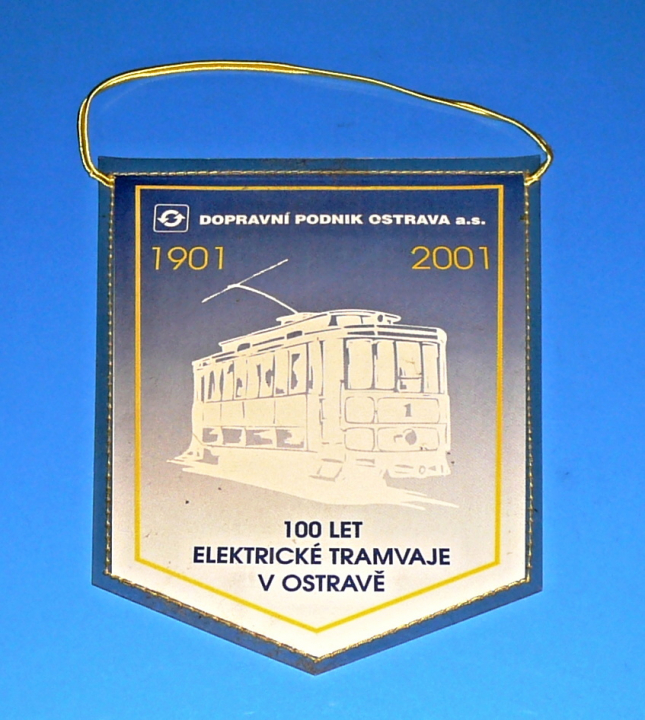 DOPRAVNÍ PODNIK OSTRAVA a.s.
1901 2001
1
100 LET
ELEKTRICKÉ TRAMVAJE
V OSTRAVĚ